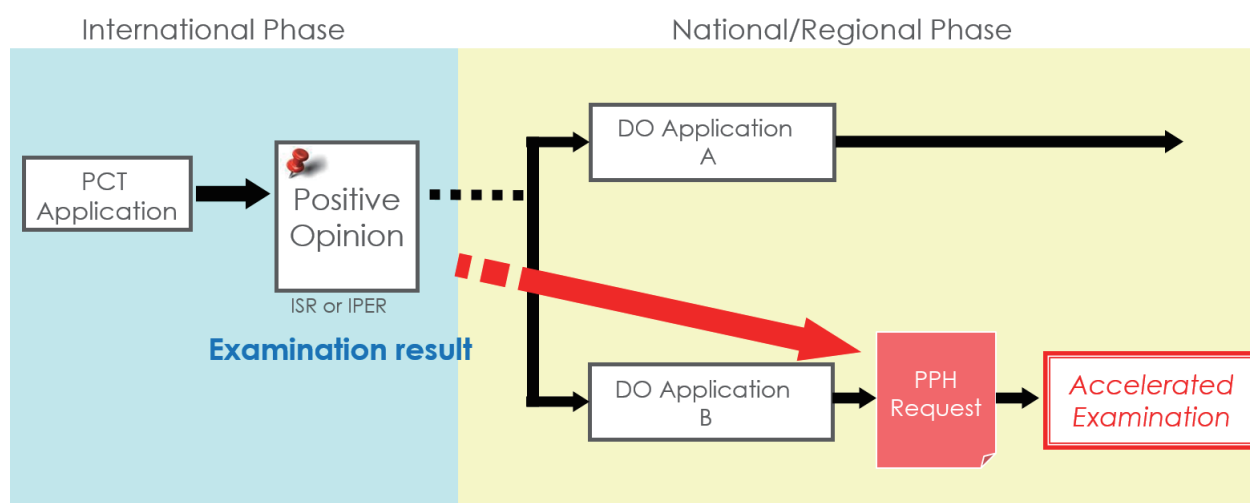 International Phase
National/Regional Phase
PCT
Application
Positive
Opinion
ISR or IPER
Examination result
DO Application
A
DO Application
B
PPH
Request
Accelerated
Examination